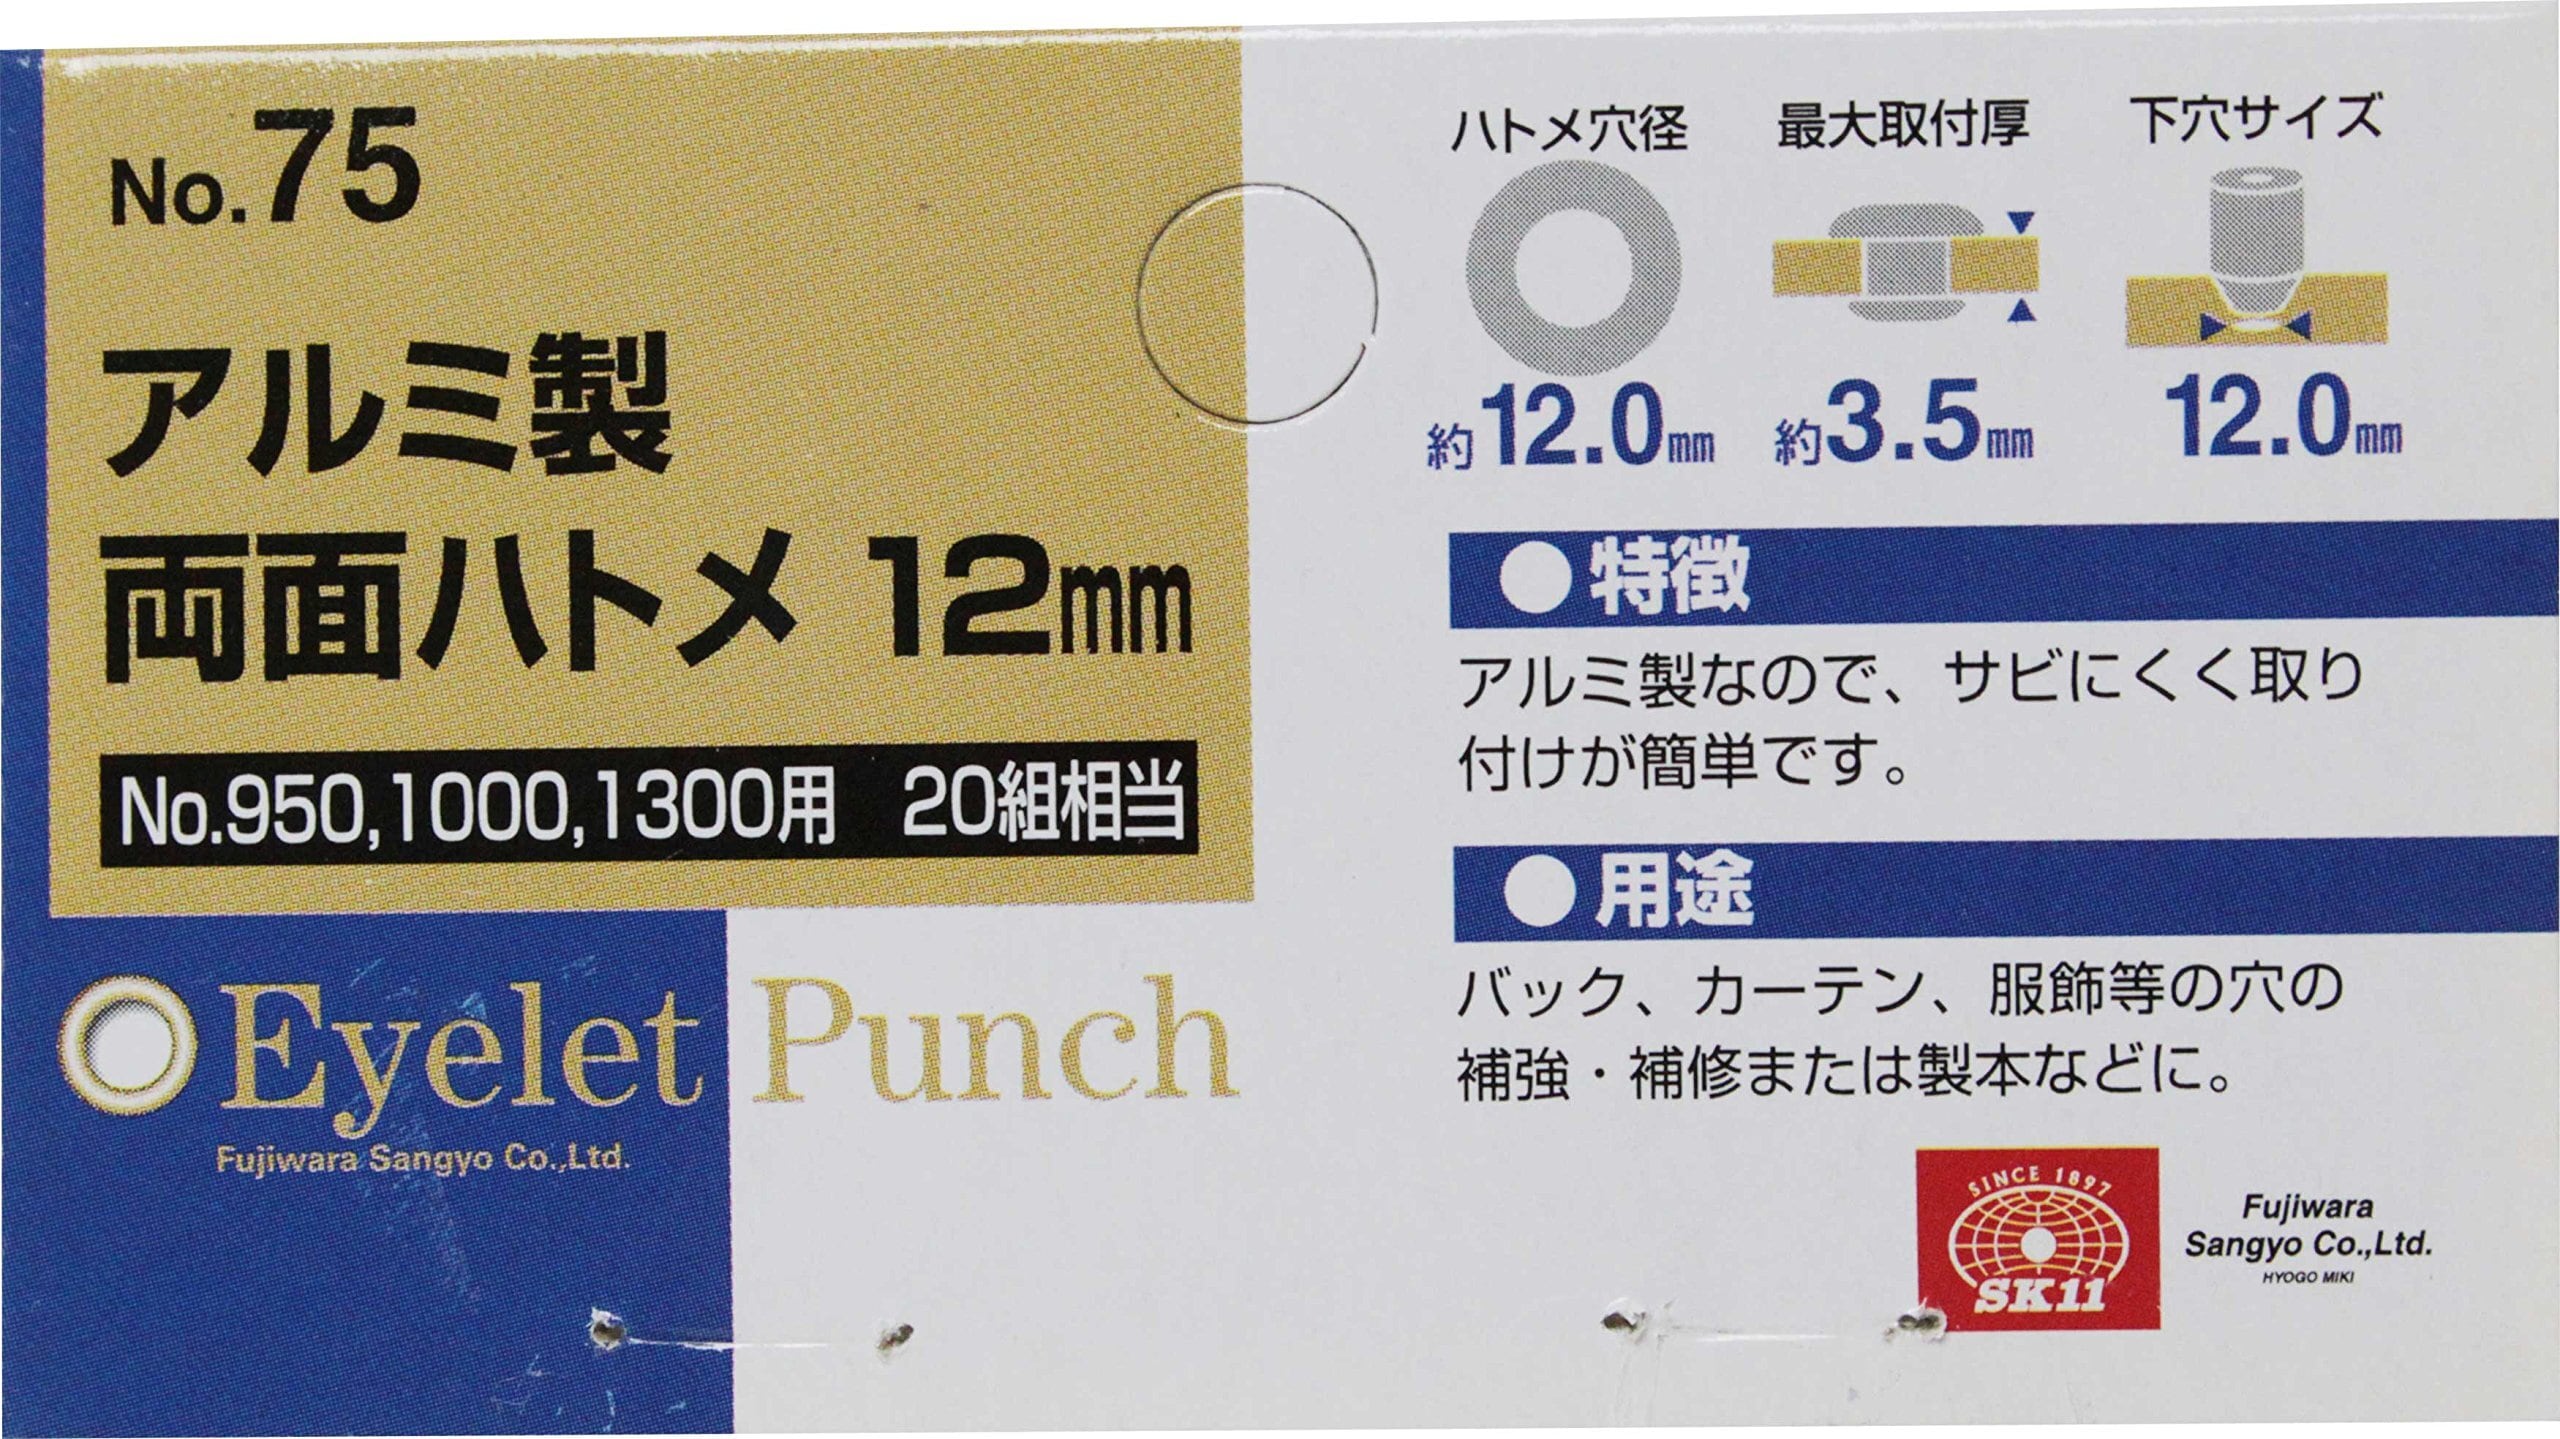 No.75
アルミ製
両面ハトメ 12mm
No.950,1000,1300用 20組相当
Eyelet Punch
Fujiwara Sangyo Co.,Ltd.
ハトメ穴径 最大取付厚 下穴サイズ
約12.0mm 約3.5mm 12.0mm
●特徴
アルミ製なので、サビにくく取り
付けが簡単です。
●用途
バック、カーテン、服飾等の穴の
補強・補修または製本などに。
SINCE 1897
SK11
Fujiwara
Sangyo Co.,Ltd.
HYOGO MIKI